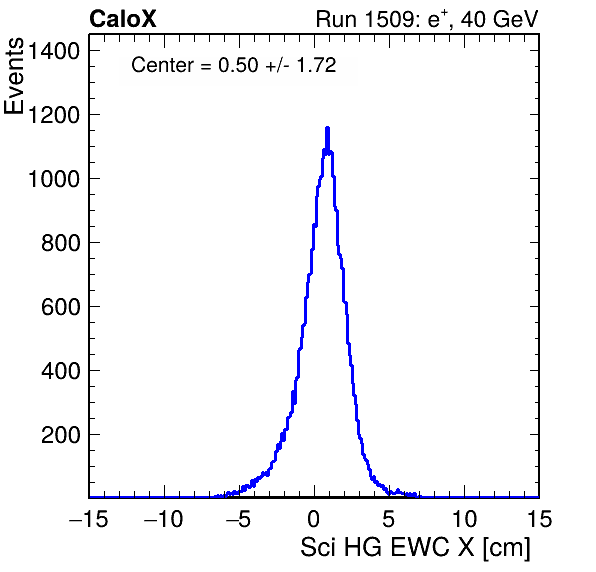 CaloX Run 1509: e⁺, 40 GeV
Events
Center = 0.50 +/- 1.72
1400
1200
1000
800
600
400
200
−15 −10 −5 0 5 10 15
Sci HG EWC X [cm]